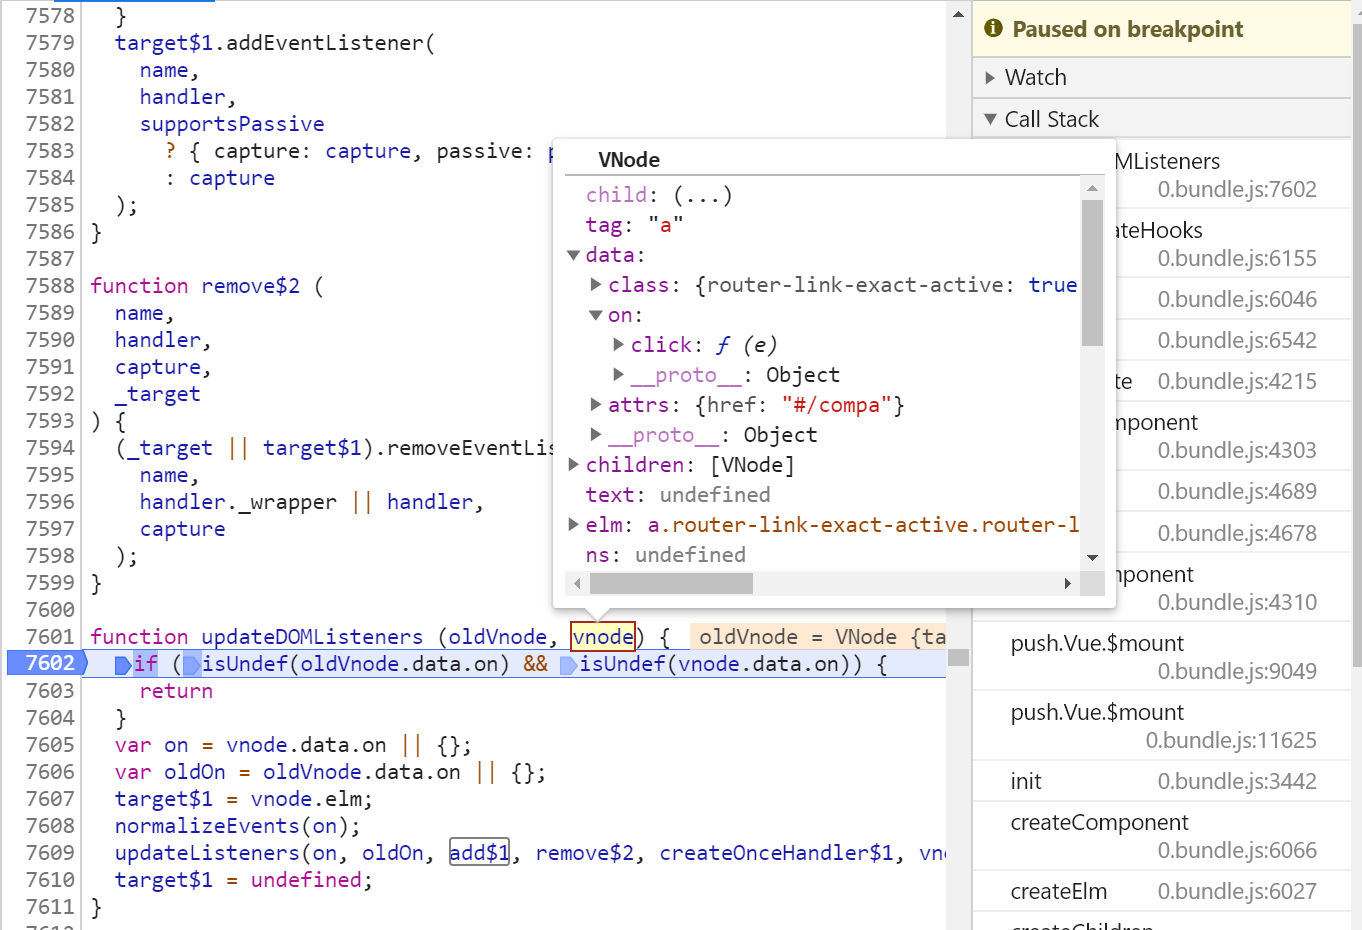 7578 }
7579 target$1.addEventListener(
7580 name,
7581 handler,
7582 supportsPassive
7583 ? { capture: capture, passive:
7584 : capture
7585 );
7586 }
7587
7588 function remove$2 (
7589 name,
7590 handler,
7591 capture,
7592 _target
7593 ) {
7594 (_target || target$1).removeEventLis
7595 name,
7596 handler._wrapper || handler,
7597 capture
7598 );
7599 }
7600
7601 function updateDOMListeners (oldVnode, vnode) { oldVnode = VNode {ta
7602 if (isUndef(oldVnode.data.on) && isUndef(vnode.data.on)) {
7603 return
7604 }
7605 var on = vnode.data.on || {};
7606 var oldOn = oldVnode.data.on || {};
7607 target$1 = vnode.elm;
7608 normalizeEvents(on);
7609 updateListeners(on, oldOn, add$1, remove$2, createOnceHandler$1, vn
7610 target$1 = undefined;
7611 }
VNode
child: (...)
tag: "a"
data:
class: {router-link-exact-active: true
on:
click: ƒ (e)
__proto__: Object
attrs: {href: "#/compa"}
__proto__: Object
children: [VNode]
text: undefined
elm: a.router-link-exact-active.router-l
ns: undefined
Paused on breakpoint
Watch
Call Stack
MListeners
0.bundle.js:7602
ateHooks
0.bundle.js:6155
0.bundle.js:6046
0.bundle.js:6542
te 0.bundle.js:4215
mponent
0.bundle.js:4303
0.bundle.js:4689
0.bundle.js:4678
nponent
0.bundle.js:4310
push.Vue.$mount
0.bundle.js:9049
push.Vue.$mount
0.bundle.js:11625
init 0.bundle.js:3442
createComponent
0.bundle.js:6066
createElm 0.bundle.js:6027
createChildren